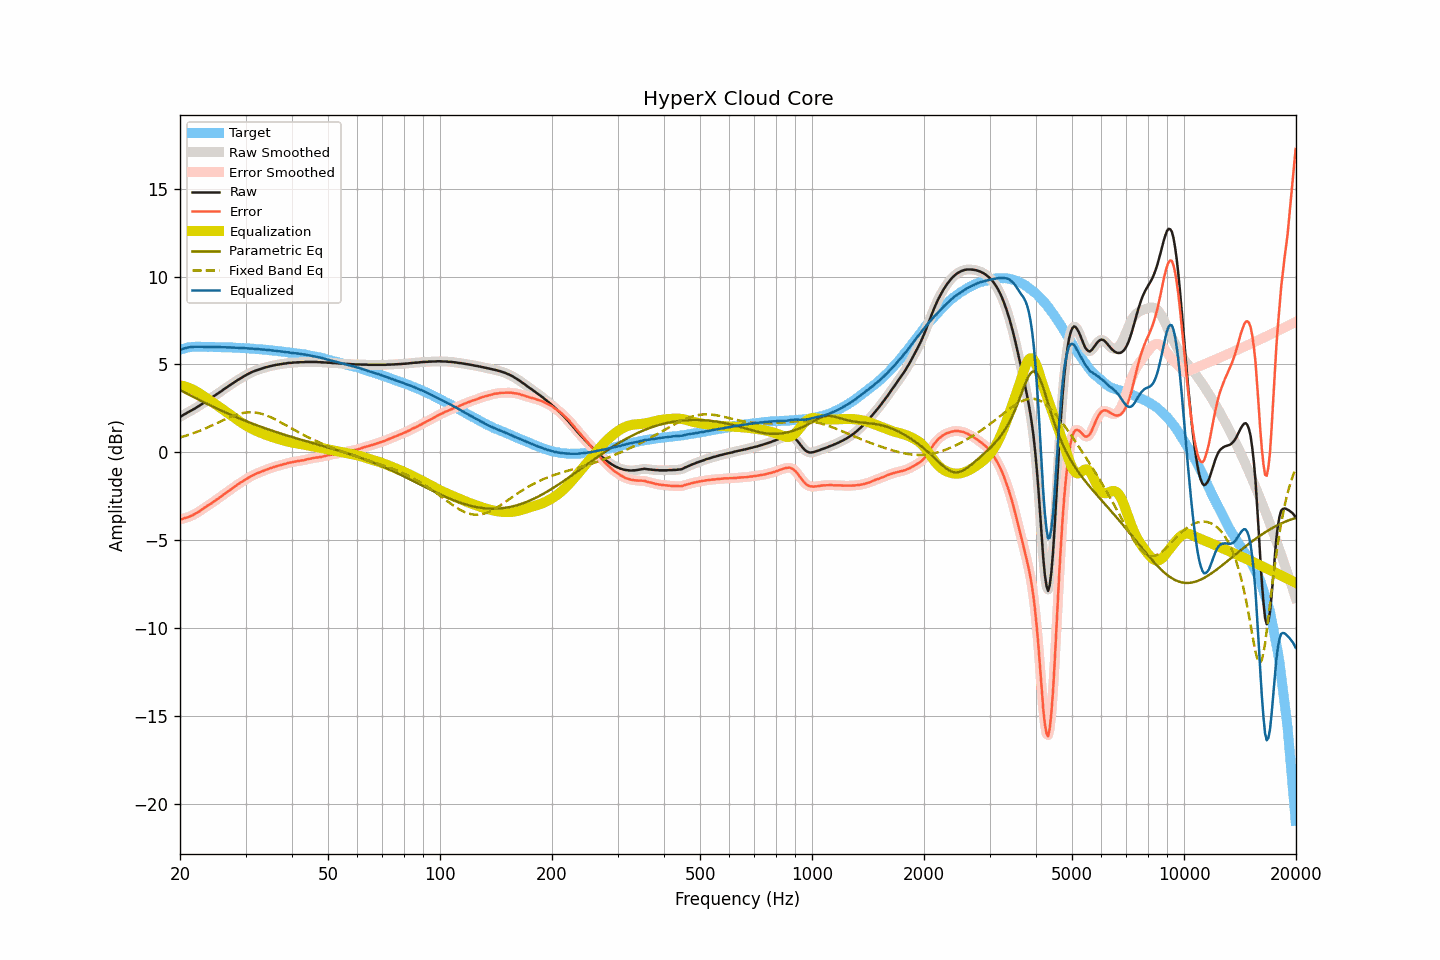 HyperX Cloud Core
Target
Raw Smoothed
Error Smoothed
Raw
Error
Equalization
Parametric Eq
Fixed Band Eq
Equalized
Amplitude (dBr)
15
10
5
0
−5
−10
−15
−20
20 50 100 200 500 1000 2000 5000 10000 20000
Frequency (Hz)